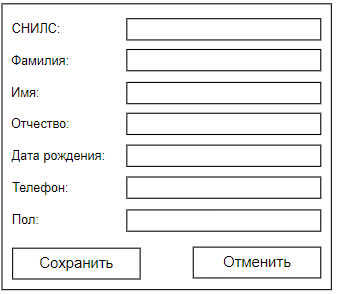 СНИЛС:
Фамилия:
Имя:
Отчество:
Дата рождения:
Телефон:
Пол:
Сохранить Отменить